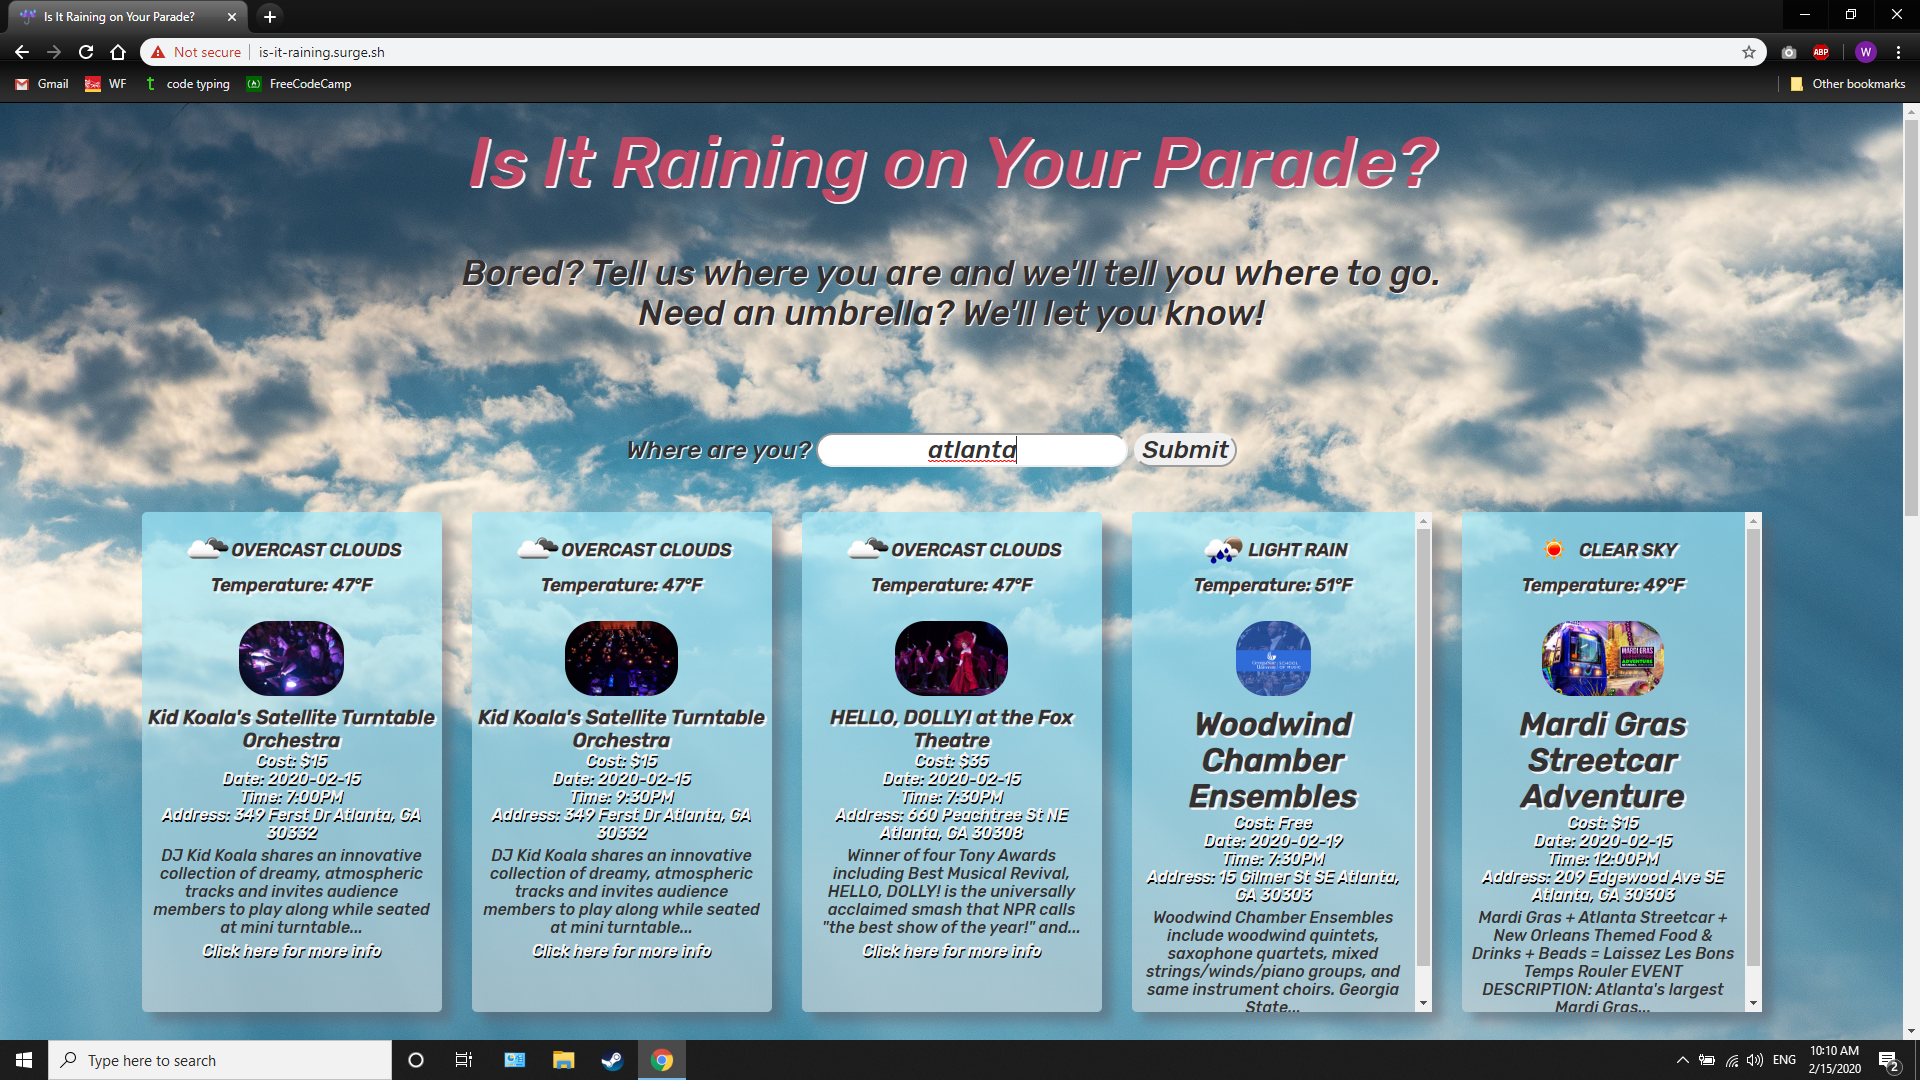 Is It Raining on Your Parade?
Not secure
is-it-raining.surge.sh
ABP
W
Gmail
WF
t
code typing
FreeCodeCamp
Other bookmarks
Is It Raining on Your Parade?
Bored? Tell us where you are and we'll tell you where to go.
Need an umbrella? We'll let you know!
Where are you?
atlanta
Submit
OVERCAST CLOUDS
Temperature: 47°F
Kid Koala's Satellite Turntable
Orchestra
Cost: $15
Date: 2020-02-15
Time: 7:00PM
Address: 349 Ferst Dr Atlanta, GA
30332
DJ Kid Koala shares an innovative
collection of dreamy, atmospheric
tracks and invites audience
members to play along while seated
at mini turntable...
Click here for more info
OVERCAST CLOUDS
Temperature: 47°F
Kid Koala's Satellite Turntable
Orchestra
Cost: $15
Date: 2020-02-15
Time: 9:30PM
Address: 349 Ferst Dr Atlanta, GA
30332
DJ Kid Koala shares an innovative
collection of dreamy, atmospheric
tracks and invites audience
members to play along while seated
at mini turntable...
Click here for more info
OVERCAST CLOUDS
Temperature: 47°F
HELLO, DOLLY! at the Fox
Theatre
Cost: $35
Date: 2020-02-15
Time: 7:30PM
Address: 660 Peachtree St NE
Atlanta, GA 30308
Winner of four Tony Awards
including Best Musical Revival,
HELLO, DOLLY! is the universally
acclaimed smash that NPR calls
"the best show of the year!" and...
Click here for more info
LIGHT RAIN
Temperature: 51°F
SCHOOL
OF MUSIC
Woodwind
Chamber
Ensembles
Cost: Free
Date: 2020-02-19
Time: 7:30PM
Address: 15 Gilmer St SE Atlanta,
GA 30303
Woodwind Chamber Ensembles
include woodwind quintets,
saxophone quartets, mixed
strings/winds/piano groups, and
same instrument choirs. Georgia
State...
CLEAR SKY
Temperature: 49°F
MARDI GRAS
ADVENTURE
Mardi Gras
Streetcar
Adventure
Cost: $15
Date: 2020-02-15
Time: 12:00PM
Address: 209 Edgewood Ave SE
Atlanta, GA 30303
Mardi Gras + Atlanta Streetcar +
New Orleans Themed Food &
Drinks + Beads = Laissez Les Bons
Temps Rouler EVENT
DESCRIPTION: Atlanta's largest
Mardi Gras...
Type here to search
ENG
10:10 AM
2/15/2020
2